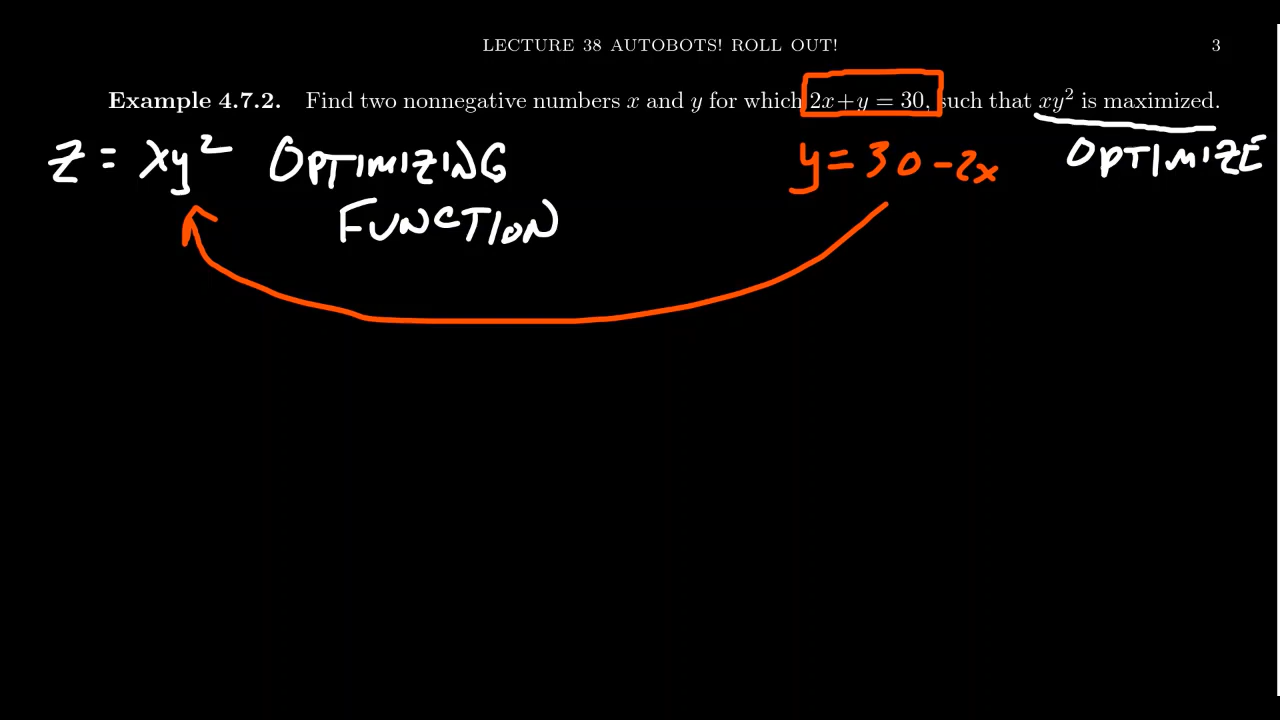 LECTURE 38 AUTOBOTS! ROLL OUT! 3
Example 4.7.2. Find two nonnegative numbers x and y for which 2x+y = 30, such that xy² is maximized.
Z = xy² OPTIMIZING y = 30 - 2x OPTIMIZE
FUNCTION